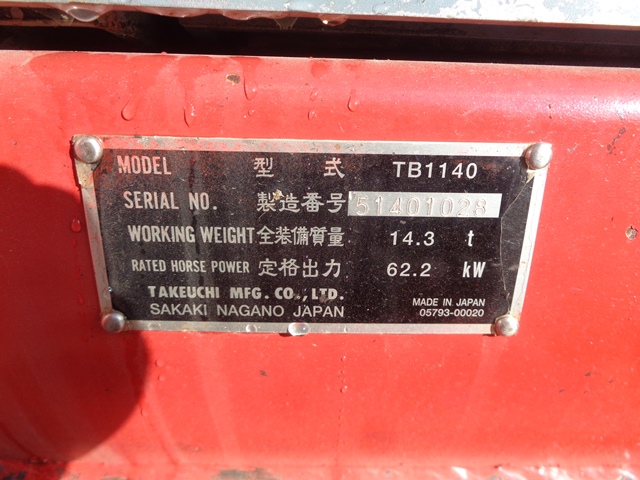 MODEL 型 式 TB1140
SERIAL NO. 製造番号 51401028
WORKING WEIGHT 全装備質量 14.3 t
RATED HORSE POWER 定格出力 62.2 kW
TAKEUCHI MFG. CO., LTD.
SAKAKI NAGANO JAPAN
MADE IN JAPAN
05793-00020